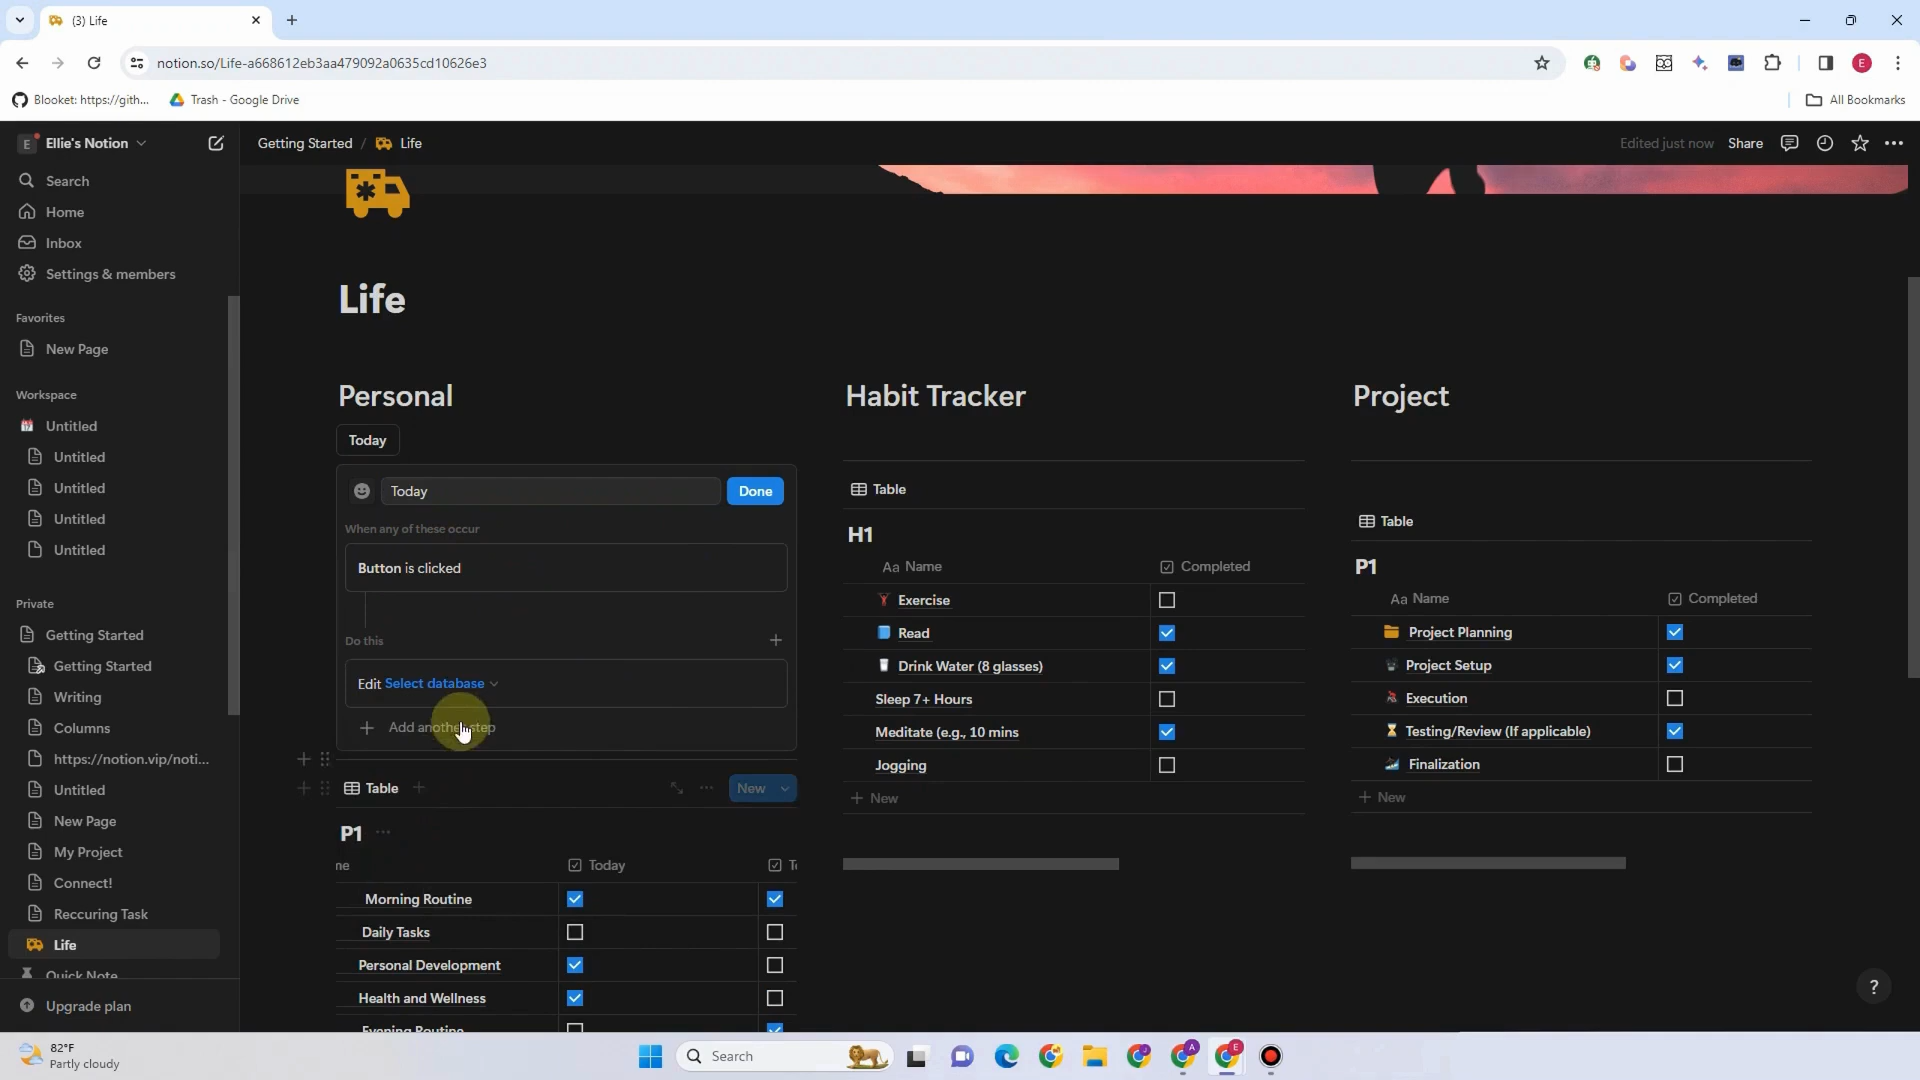 (3) Life
notion.so/Life-a668612eb3aa479092a0635cd10626e3
E
Blooket: https://gith...
Trash - Google Drive
All Bookmarks
E
Ellie's Notion
Getting Started / Life
Edited just now
Share
Search
Home
Inbox
Settings & members
Favorites
New Page
Workspace
Untitled
Untitled
Untitled
Untitled
Untitled
Private
Getting Started
Getting Started
Writing
Columns
https://notion.vip/noti...
Untitled
New Page
My Project
Connect!
Reccuring Task
Life
Quick Note
Upgrade plan
Life
Personal
Today
Today
Done
When any of these occur
Button is clicked
Do this
Edit Select database
Add another step
Table
New
P1
me
Today
Morning Routine
Daily Tasks
Personal Development
Health and Wellness
Evening Routine
Habit Tracker
Table
H1
Aa Name
Completed
Exercise
Read
Drink Water (8 glasses)
Sleep 7+ Hours
Meditate (e.g., 10 mins
Jogging
New
Project
Table
P1
Aa Name
Completed
Project Planning
Project Setup
Execution
Testing/Review (If applicable)
Finalization
New
?
82°F
Partly cloudy
Search
J
A
E